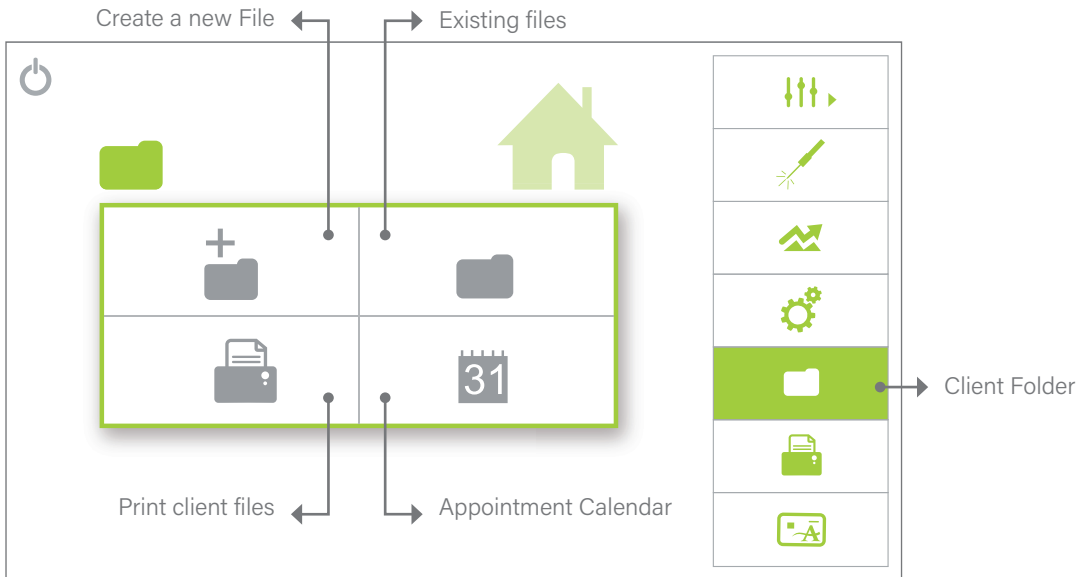 Create a new File
Existing files
31
Client Folder
Print client files
Appointment Calendar
A